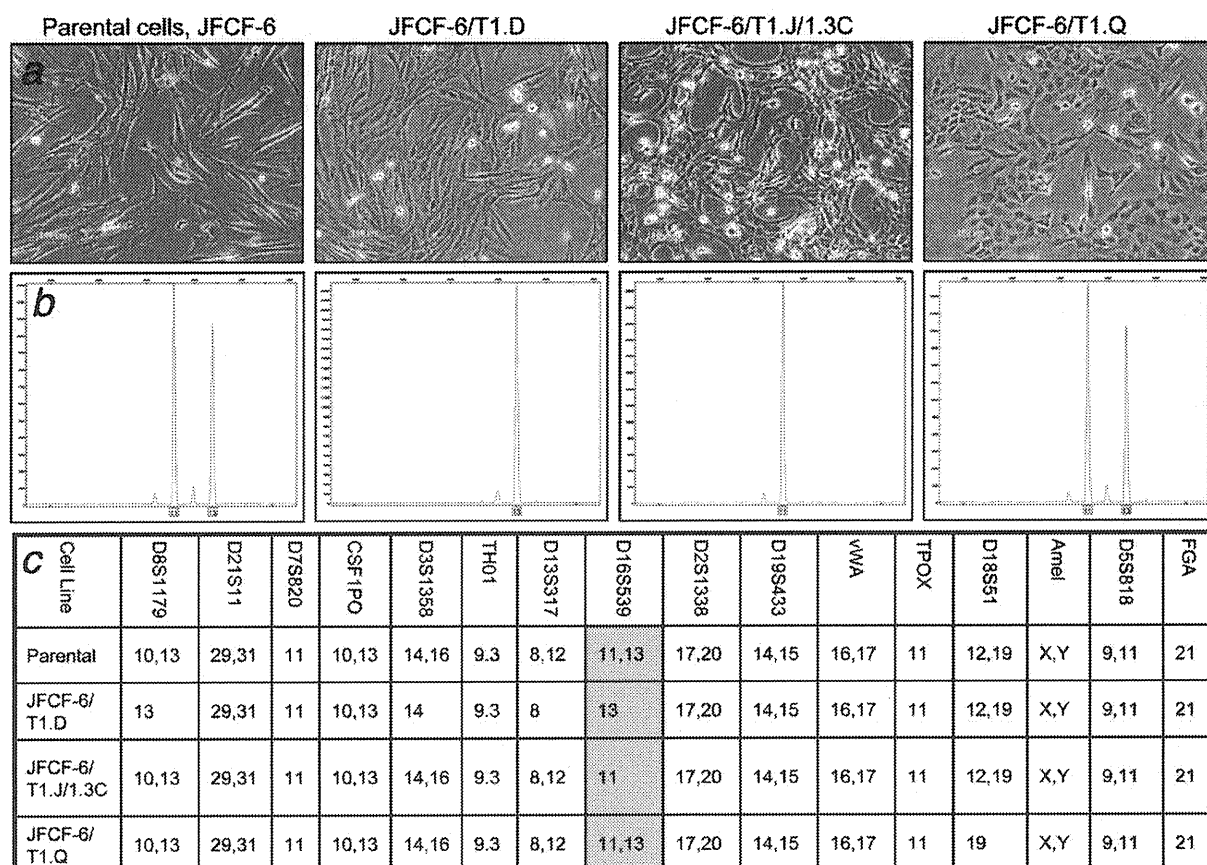 Parental cells, JFCF-6 JFCF-6/T1.D JFCF-6/T1.J/1.3C JFCF-6/T1.Q
a
b
c
Cell Line D8S1179 D21S11 D7S820 CSF1PO D3S1358 TH01 D13S317 D16S539 D2S1338 D19S433 vWA TPOX D18S51 Amel D5S818 FGA
Parental 10,13 29,31 11 10,13 14,16 9.3 8,12 11,13 17,20 14,15 16,17 11 12,19 X,Y 9,11 21
JFCF-6/
T1.D 13 29,31 11 10,13 14 9.3 8 13 17,20 14,15 16,17 11 12,19 X,Y 9,11 21
JFCF-6/
T1.J/1.3C 10,13 29,31 11 10,13 14,16 9.3 8,12 11 17,20 14,15 16,17 11 12,19 X,Y 9,11 21
JFCF-6/
T1.Q 10,13 29,31 11 10,13 14,16 9.3 8,12 11,13 17,20 14,15 16,17 11 19 X,Y 9,11 21